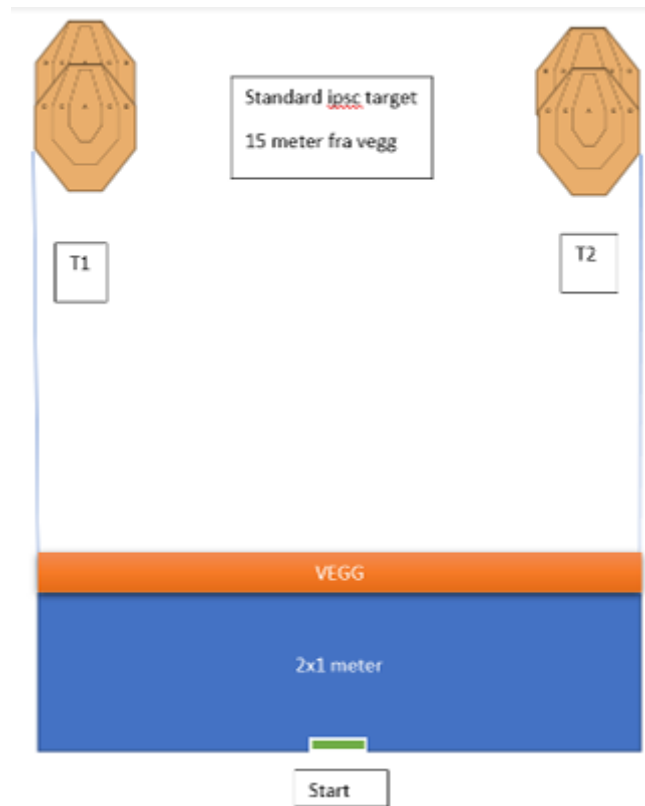 Standard ipsc target
15 meter fra vegg
T1
T2
VEGG
2x1 meter
Start